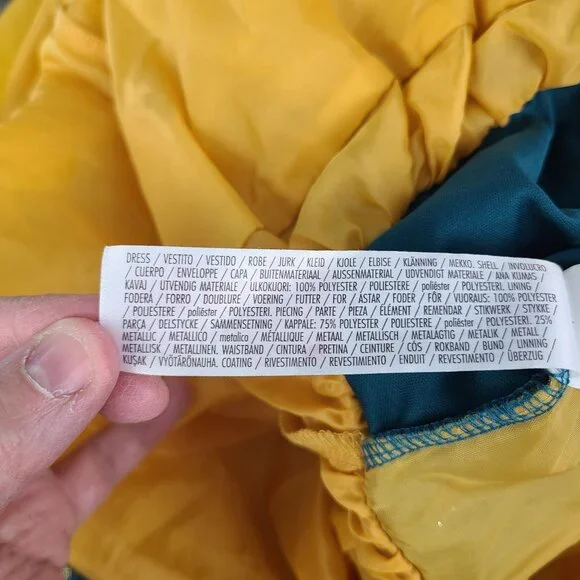 DRESS / VESTITO / VESTIDO / ROBE / JURK / KLEID / KJOLE / ELBISE / KLÄNNING / MEKKO. SHELL / INVOLUCRO
/ CUERPO / ENVELOPPE / CAPA / BUITENMATERIAAL / AUSSENMATERIAL / UDVENDIGT MATERIALE / ANA KUMAS
KAVAJ / UTVENDIG MATERIALE / ULKOKUORI: 100% POLYESTER / POLIESTERE / poliéster / POLYESTERI. LINING /
FODERA / FORRO / DOUBLURE / VOERING / FUTTER / FOR / ASTAR / FODER / FÔR / VUORAUS: 100% POLYESTER
/ POLIESTERE / poliéster / POLYESTERI. PIECING / PARTE / PIEZA / ÉLÉMENT / REMENDAR / STIKWERK / STYKKE /
PARÇA / DELSTYCKE / SAMMENSETNING / KAPPALE: 75% POLYESTER / POLIESTERE / poliéster / POLYESTERI. 25%
METALLIC / METALLICO / metalico / MÉTALLIQUE / METAAL / METALLISCH / METALAGTIG / METALIK / METALL /
METALLISK / METALLINEN. WAISTBAND / CINTURA / PRETINA / CEINTURE / CÓS / ROKBAND / BUND / LINNING /
KUŞAK / VYÖTÄRÖNAUHA. COATING / RIVESTIMENTO / REVESTIMIENTO / ENDUIT / REVESTIMENTO / ÜBERZUG /